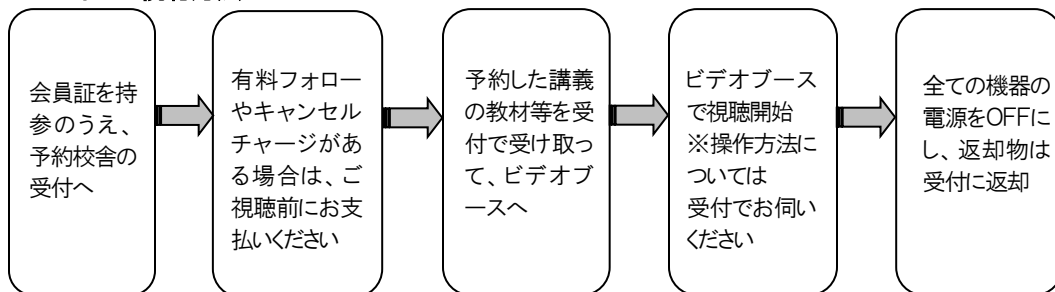 会員証を持
参のうえ、
予約校舎の
受付へ
有料フォロー
やキャンセル
チャージがあ
る場合は、ご
視聴前にお支
払いください
予約した講義
の教材等を受
付で受け取っ
て、ビデオブ
ースへ
ビデオブース
で視聴開始
※操作方法に
ついては
受付でお伺い
ください
全ての機器の
電源をOFFに
し、返却物は
受付に返却